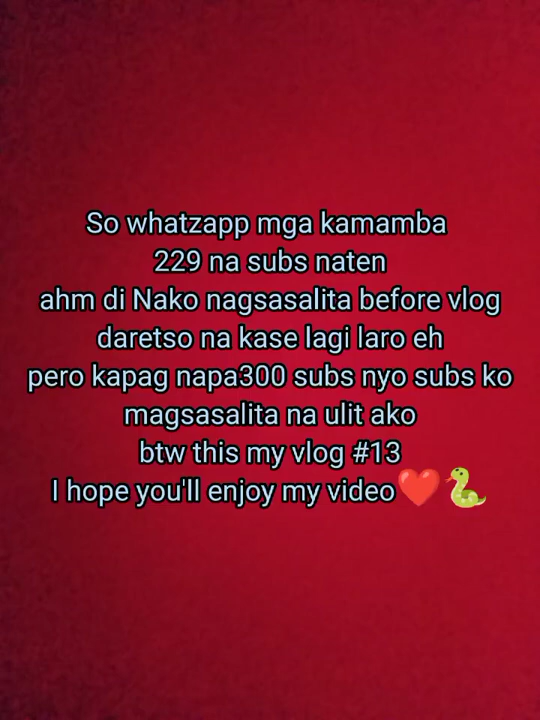 So whatzapp mga kamamba
229 na subs naten
ahm di Nako nagsasalita before vlog
daretso na kase lagi laro eh
pero kapag napa300 subs nyo subs ko
magsasalita na ulit ako
btw this my vlog #13
I hope you'll enjoy my video❤️🐍